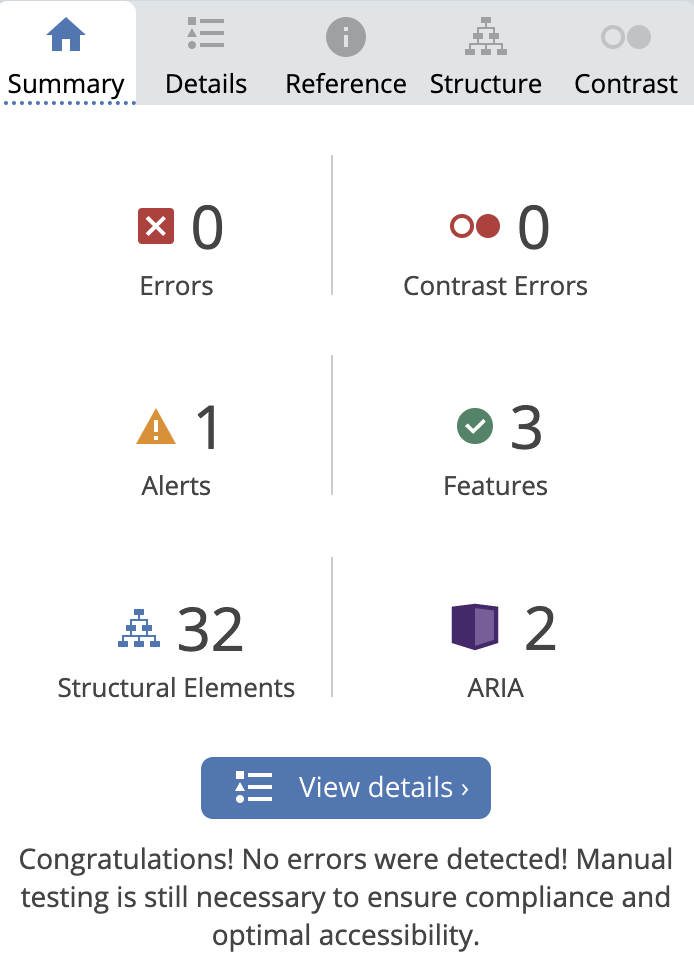 Summary Details Reference Structure Contrast
0 0
Errors Contrast Errors
1 3
Alerts Features
32 2
Structural Elements ARIA
View details ›
Congratulations! No errors were detected! Manual
testing is still necessary to ensure compliance and
optimal accessibility.